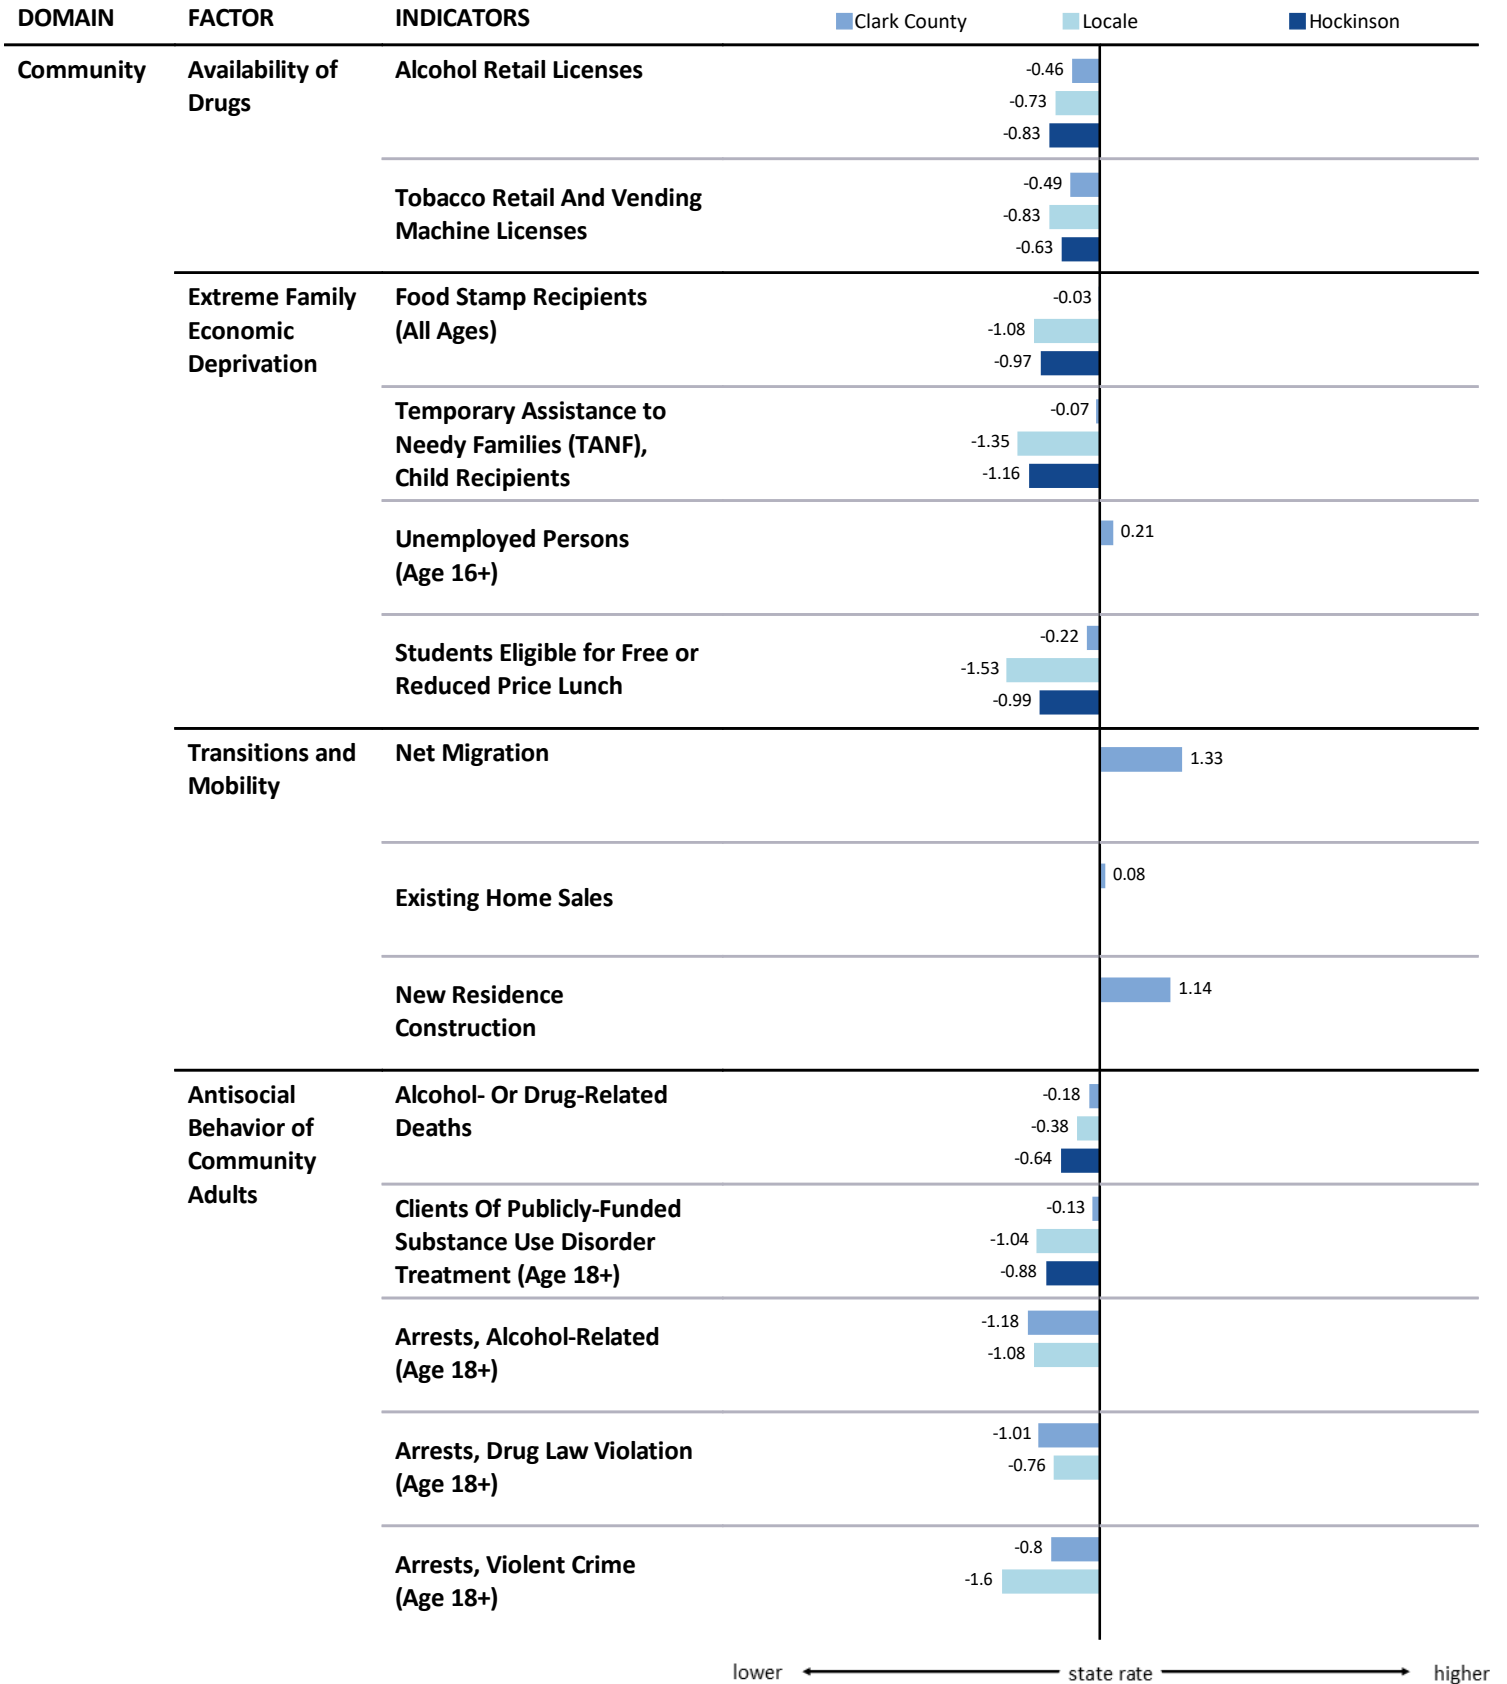 DOMAIN FACTOR INDICATORS Clark County Locale Hockinson
Community Availability of Drugs Alcohol Retail Licenses
-0.46
-0.73
-0.83
Tobacco Retail And Vending
Machine Licenses
-0.49
-0.83
-0.63
Extreme Family
Economic
Deprivation
Food Stamp Recipients
(All Ages)
-0.03
-1.08
-0.97
Temporary Assistance to
Needy Families (TANF),
Child Recipients
-0.07
-1.35
-1.16
Unemployed Persons
(Age 16+)
0.21
Students Eligible for Free or
Reduced Price Lunch
-0.22
-1.53
-0.99
Transitions and
Mobility
Net Migration
1.33
Existing Home Sales
0.08
New Residence
Construction
1.14
Antisocial
Behavior of
Community
Adults
Alcohol- Or Drug-Related
Deaths
-0.18
-0.38
-0.64
Clients Of Publicly-Funded
Substance Use Disorder
Treatment (Age 18+)
-0.13
-1.04
-0.88
Arrests, Alcohol-Related
(Age 18+)
-1.18
-1.08
Arrests, Drug Law Violation
(Age 18+)
-1.01
-0.76
Arrests, Violent Crime
(Age 18+)
-0.8
-1.6
lower state rate higher